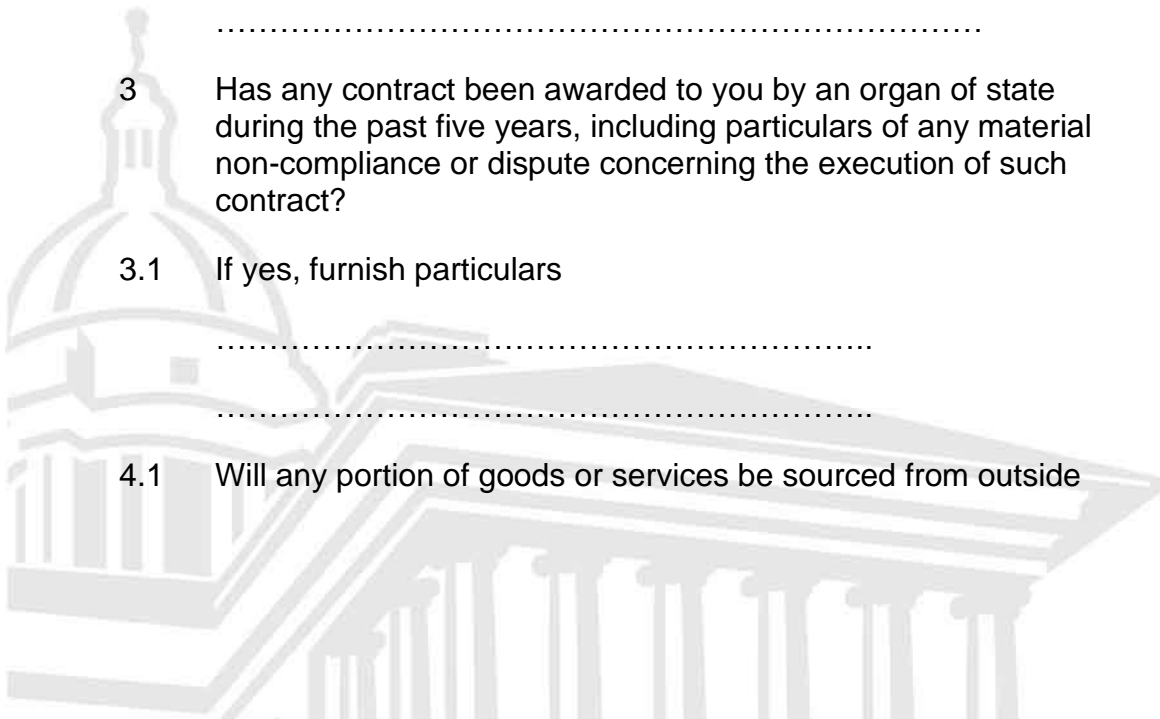 ……………………………………………………………
3 Has any contract been awarded to you by an organ of state
during the past five years, including particulars of any material
non-compliance or dispute concerning the execution of such
contract?
3.1 If yes, furnish particulars
……………………………………………………..
……………………………………………………..
4.1 Will any portion of goods or services be sourced from outside